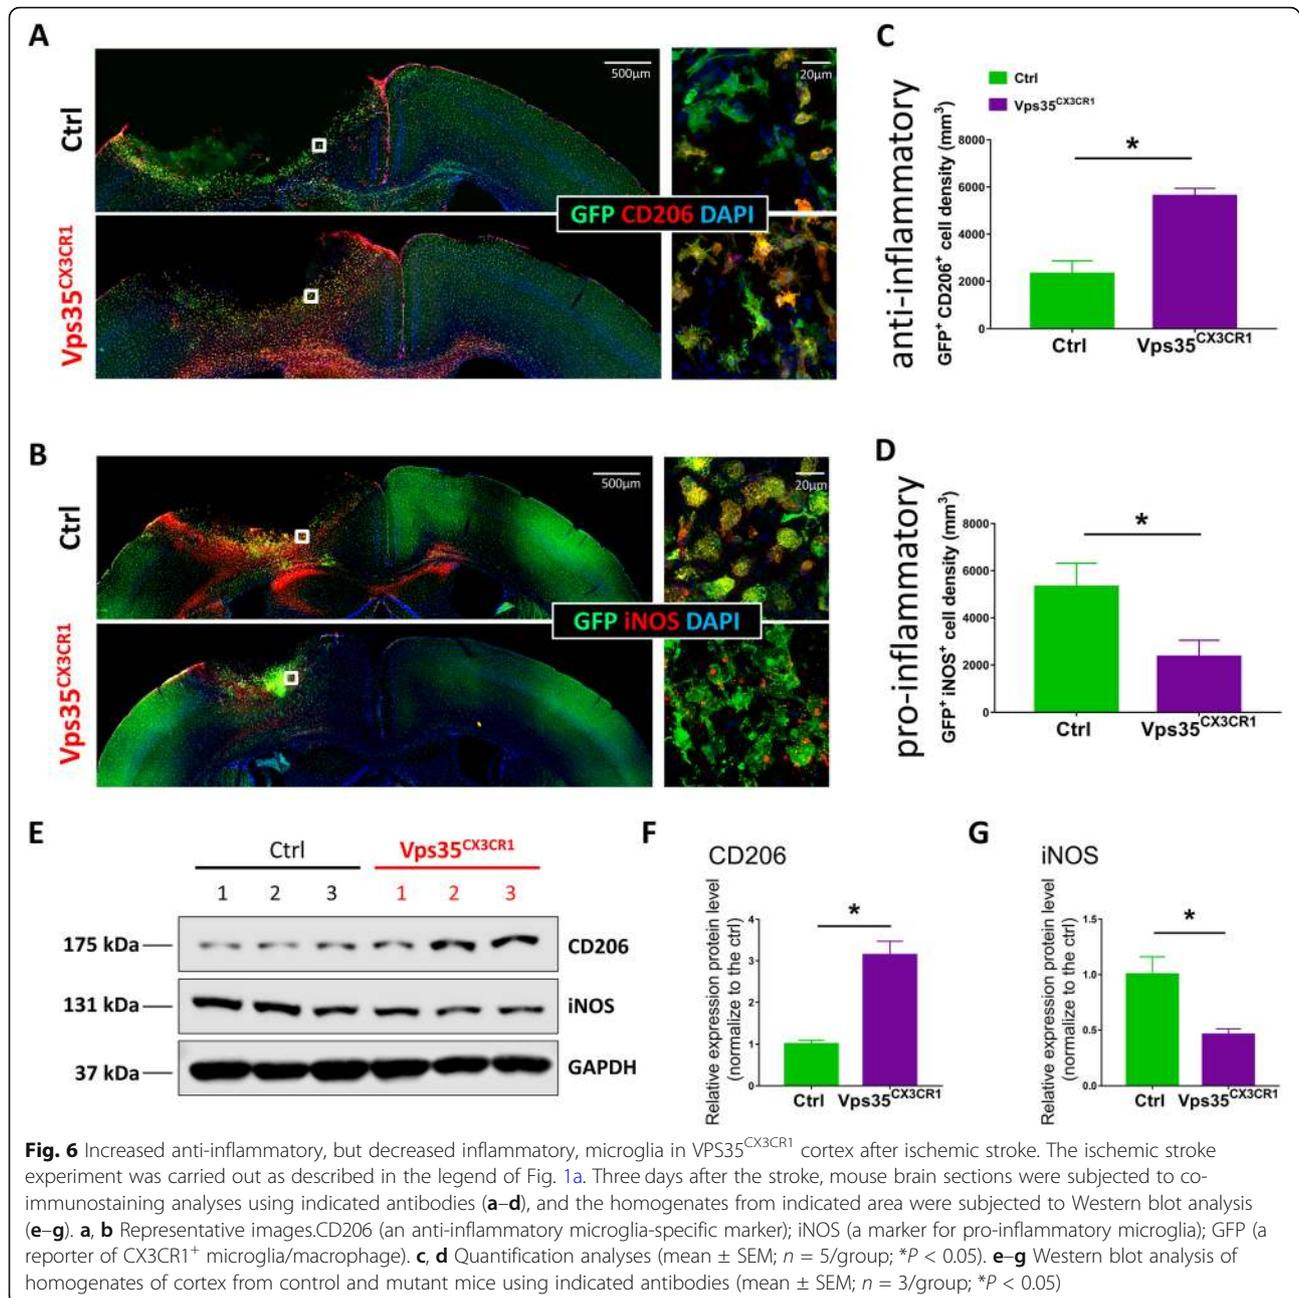 A
Ctrl
Vps35CX3CR1
500µm
20µm
GFP CD206 DAPI
C
anti-inflammatory
GFP+ CD206+ cell density (mm3)
Ctrl
Vps35CX3CR1
8000
6000
4000
2000
0
*
Ctrl
Vps35CX3CR1
B
Ctrl
Vps35CX3CR1
500µm
20µm
GFP iNOS DAPI
D
pro-inflammatory
GFP+ iNOS+ cell density (mm3)
8000
6000
4000
2000
0
*
Ctrl
Vps35CX3CR1
E
Ctrl
Vps35CX3CR1
1 2 3 1 2 3
175 kDa
CD206
131 kDa
iNOS
37 kDa
GAPDH
F
CD206
Relative expression protein level
(normalize to the ctrl)
4
3
2
1
0
*
Ctrl
Vps35CX3CR1
G
iNOS
Relative expression protein level
(normalize to the ctrl)
1.5
1.0
0.5
0.0
*
Ctrl
Vps35CX3CR1
Fig. 6 Increased anti-inflammatory, but decreased inflammatory, microglia in VPS35CX3CR1 cortex after ischemic stroke. The ischemic stroke
experiment was carried out as described in the legend of Fig. 1a. Three days after the stroke, mouse brain sections were subjected to co-
immunostaining analyses using indicated antibodies (a–d), and the homogenates from indicated area were subjected to Western blot analysis
(e–g). a, b Representative images.CD206 (an anti-inflammatory microglia-specific marker); iNOS (a marker for pro-inflammatory microglia); GFP (a
reporter of CX3CR1+ microglia/macrophage). c, d Quantification analyses (mean ± SEM; n = 5/group; *P < 0.05). e–g Western blot analysis of
homogenates of cortex from control and mutant mice using indicated antibodies (mean ± SEM; n = 3/group; *P < 0.05)